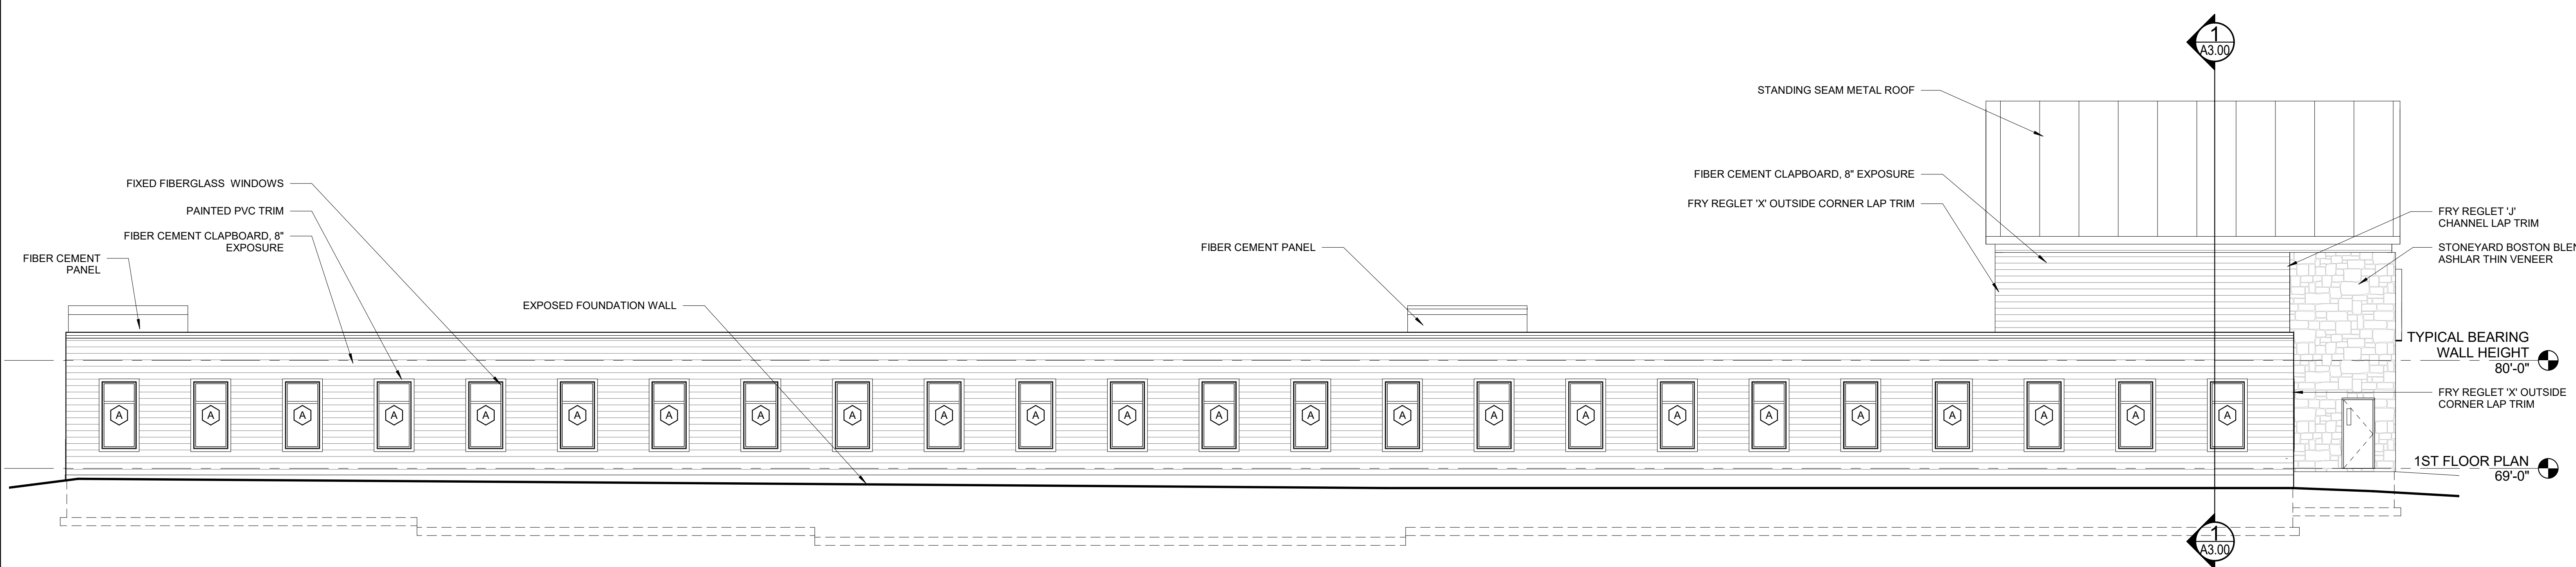 1
A3.00
STANDING SEAM METAL ROOF
FIBER CEMENT CLAPBOARD, 8" EXPOSURE
FRY REGLET 'X' OUTSIDE CORNER LAP TRIM
FIXED FIBERGLASS WINDOWS
PAINTED PVC TRIM
FIBER CEMENT CLAPBOARD, 8"
EXPOSURE
FIBER CEMENT
PANEL
FIBER CEMENT PANEL
EXPOSED FOUNDATION WALL
FRY REGLET 'J'
CHANNEL LAP TRIM
STONEYARD BOSTON BLEN
ASHLAR THIN VENEER
TYPICAL BEARING
WALL HEIGHT
80'-0"
FRY REGLET 'X' OUTSIDE
CORNER LAP TRIM
A A A A A A A A A A A A A A A A A A A A A A A A
1ST FLOOR PLAN
69'-0"
1
A3.00